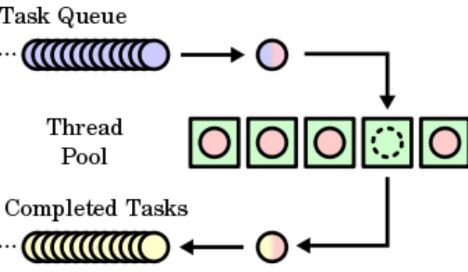 Task Queue
...
Thread
Pool
Completed Tasks
...